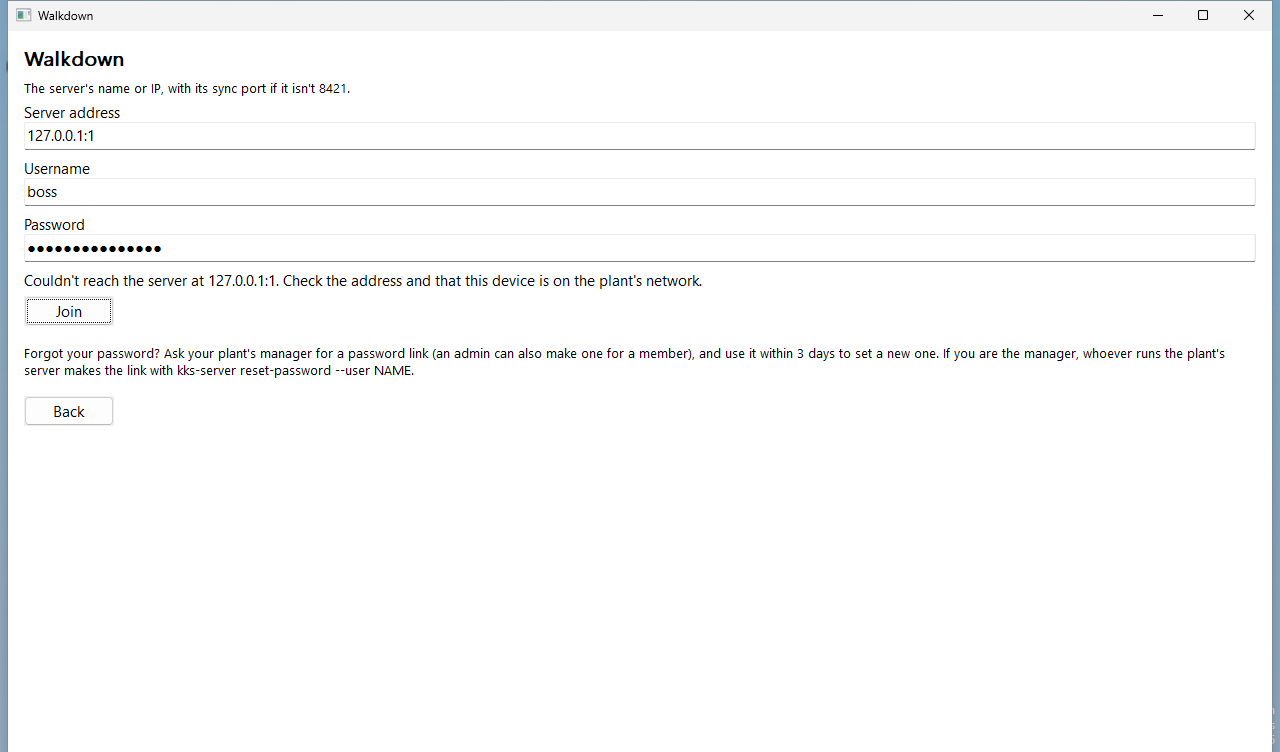 Walkdown
Walkdown
The server's name or IP, with its sync port if it isn't 8421.
Server address
127.0.0.1:1
Username
boss
Password
●●●●●●●●●●●●●●●
Couldn't reach the server at 127.0.0.1:1. Check the address and that this device is on the plant's network.
Join
Forgot your password? Ask your plant's manager for a password link (an admin can also make one for a member), and use it within 3 days to set a new one. If you are the manager, whoever runs the plant's
server makes the link with kks-server reset-password --user NAME.
Back